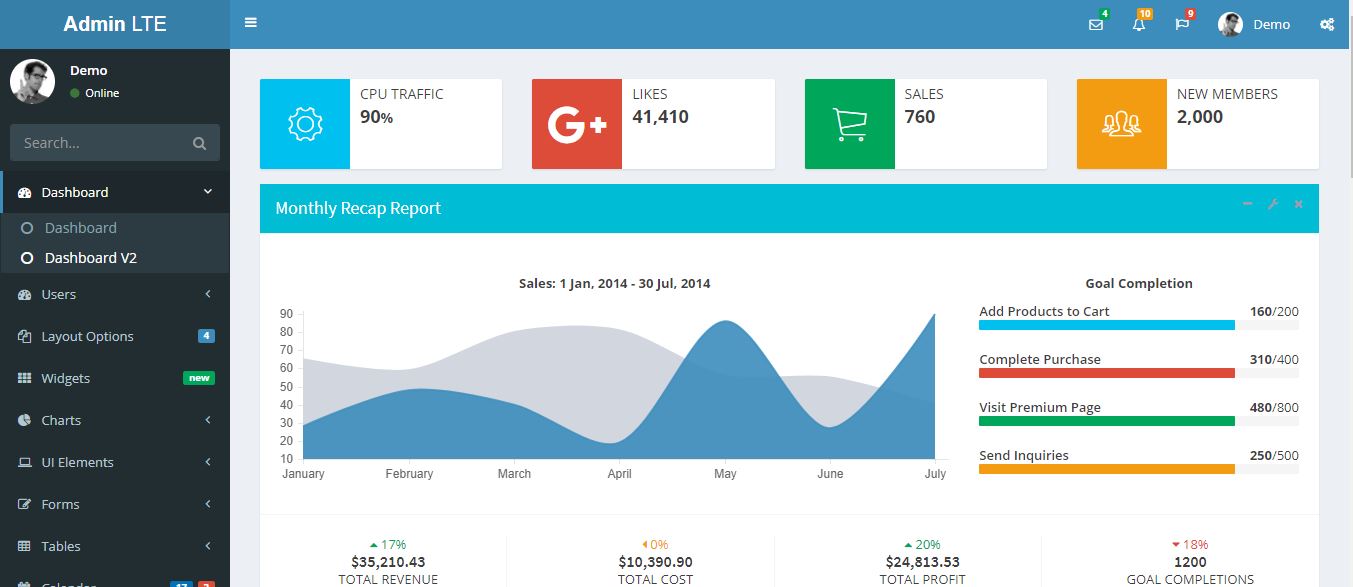 Admin LTE
4
10
9
Demo
Demo
Online
Search...
Dashboard
Dashboard
Dashboard V2
Users
Layout Options 4
Widgets new
Charts
UI Elements
Forms
Tables
Calendar 17 3
CPU TRAFFIC
90%
G+
LIKES
41,410
SALES
760
NEW MEMBERS
2,000
Monthly Recap Report
Sales: 1 Jan, 2014 - 30 Jul, 2014
90
80
70
60
50
40
30
20
10
January February March April May June July
Goal Completion
Add Products to Cart 160/200
Complete Purchase 310/400
Visit Premium Page 480/800
Send Inquiries 250/500
17%
$35,210.43
TOTAL REVENUE
0%
$10,390.90
TOTAL COST
20%
$24,813.53
TOTAL PROFIT
18%
1200
GOAL COMPLETIONS